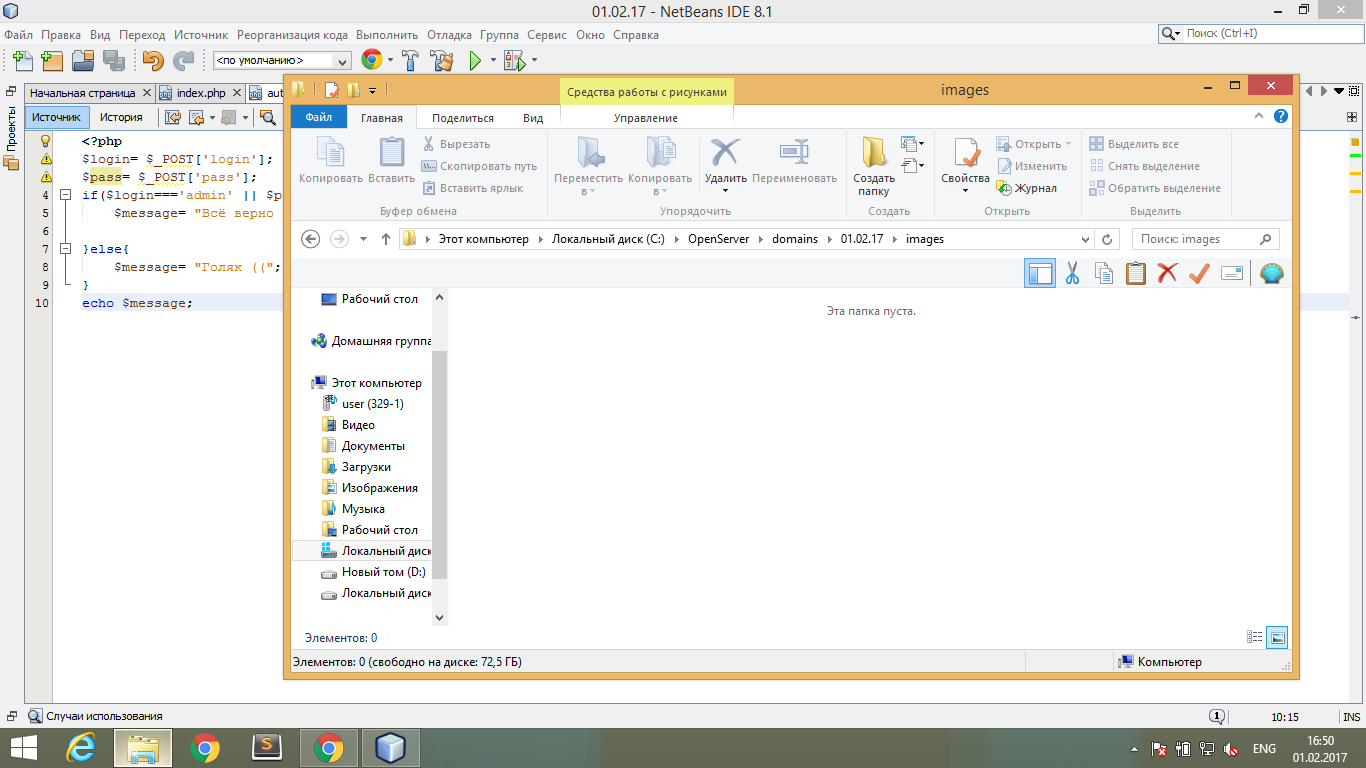 01.02.17 - NetBeans IDE 8.1
Файл Правка Вид Переход Источник Реорганизация кода Выполнить Отладка Группа Сервис Окно Справка
Поиск (Ctrl+I)
<по умолчанию>
Начальная страница index.php aut
Источник История
Проекты
<?php
$login= $_POST['login'];
$pass= $_POST['pass'];
4 if($login==='admin' || $p
5 $message= "Всё верно
6
7 }else{
8 $message= "Голяк ((";
9 }
10 echo $message;
Средства работы с рисунками
images
Файл Главная Поделиться Вид Управление
Копировать
Вставить
Вырезать
Скопировать путь
Вставить ярлык
Буфер обмена
Переместить в
Копировать в
Удалить
Переименовать
Упорядочить
Создать папку
Создать
Свойства
Открыть
Изменить
Журнал
Открыть
Выделить все
Снять выделение
Обратить выделение
Выделить
Этот компьютер Локальный диск (C:) OpenServer domains 01.02.17 images
Поиск: images
Рабочий стол
Домашняя группа
Этот компьютер
user (329-1)
Видео
Документы
Загрузки
Изображения
Музыка
Рабочий стол
Локальный диск
Новый том (D:)
Локальный диск
Эта папка пуста.
Элементов: 0
Элементов: 0 (свободно на диске: 72,5 ГБ)
Компьютер
Случаи использования
1
10:15
INS
ENG
16:50
01.02.2017